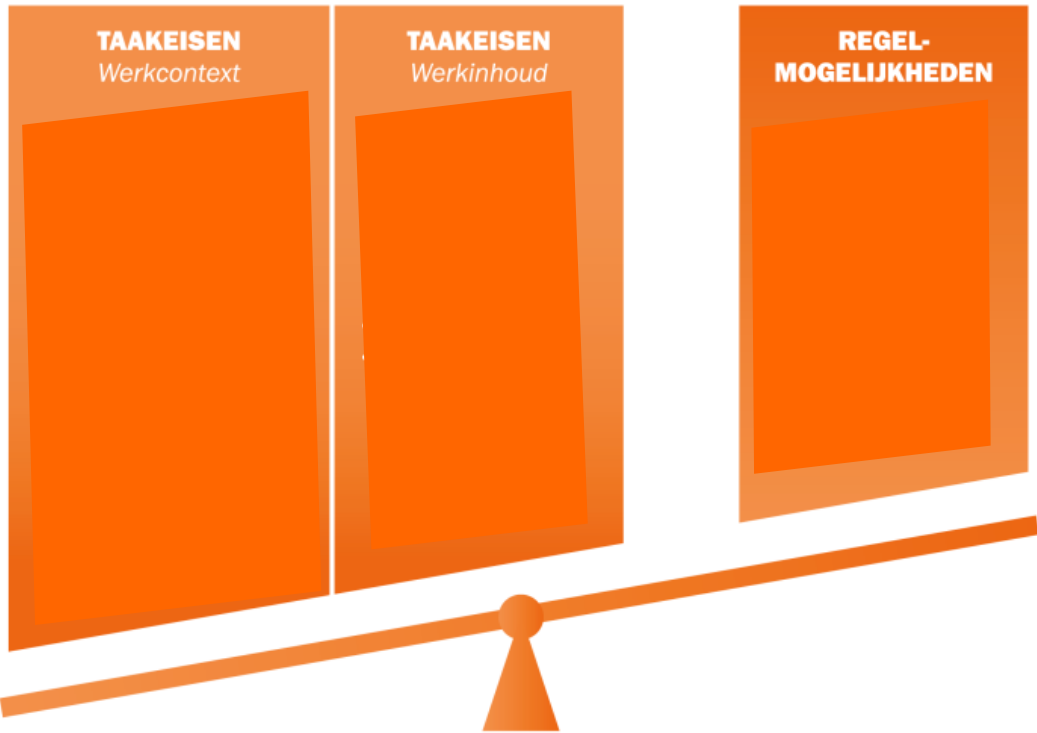 TAAKEISEN
Werkcontext
TAAKEISEN
Werkinhoud
REGEL-
MOGELIJKHEDEN